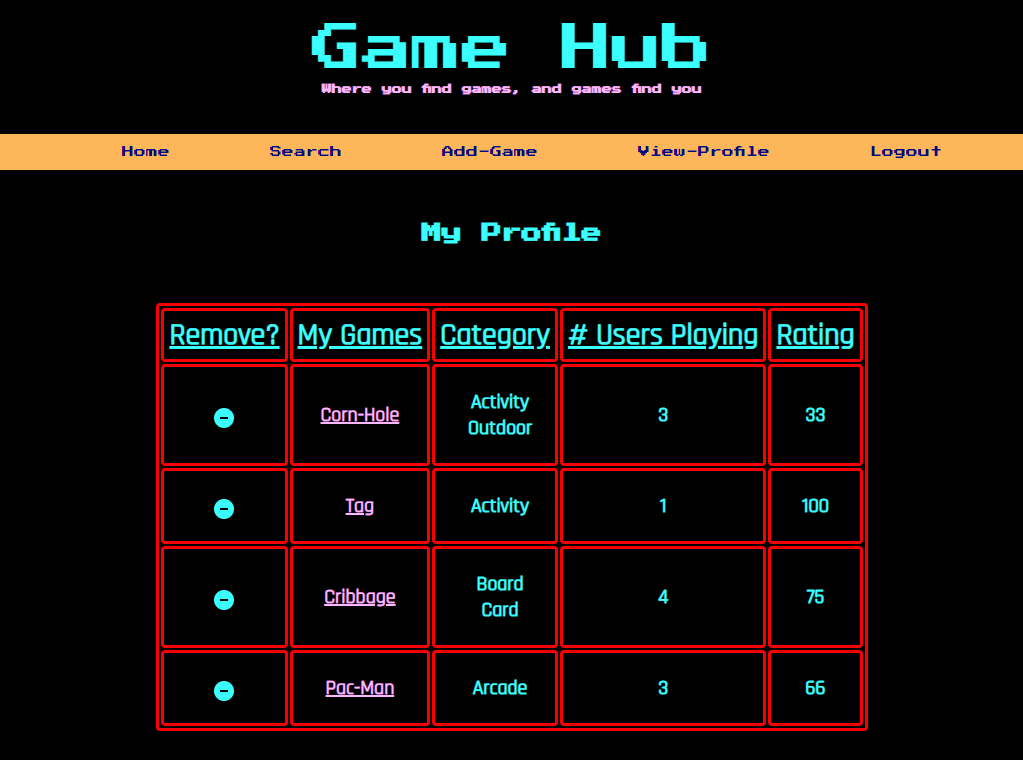 Game Hub
Where you find games, and games find you
Home Search Add-Game View-Profile Logout
My Profile
Remove? My Games Category # Users Playing Rating
Corn-Hole Activity Outdoor 3 33
Tag Activity 1 100
Cribbage Board Card 4 75
Pac-Man Arcade 3 66